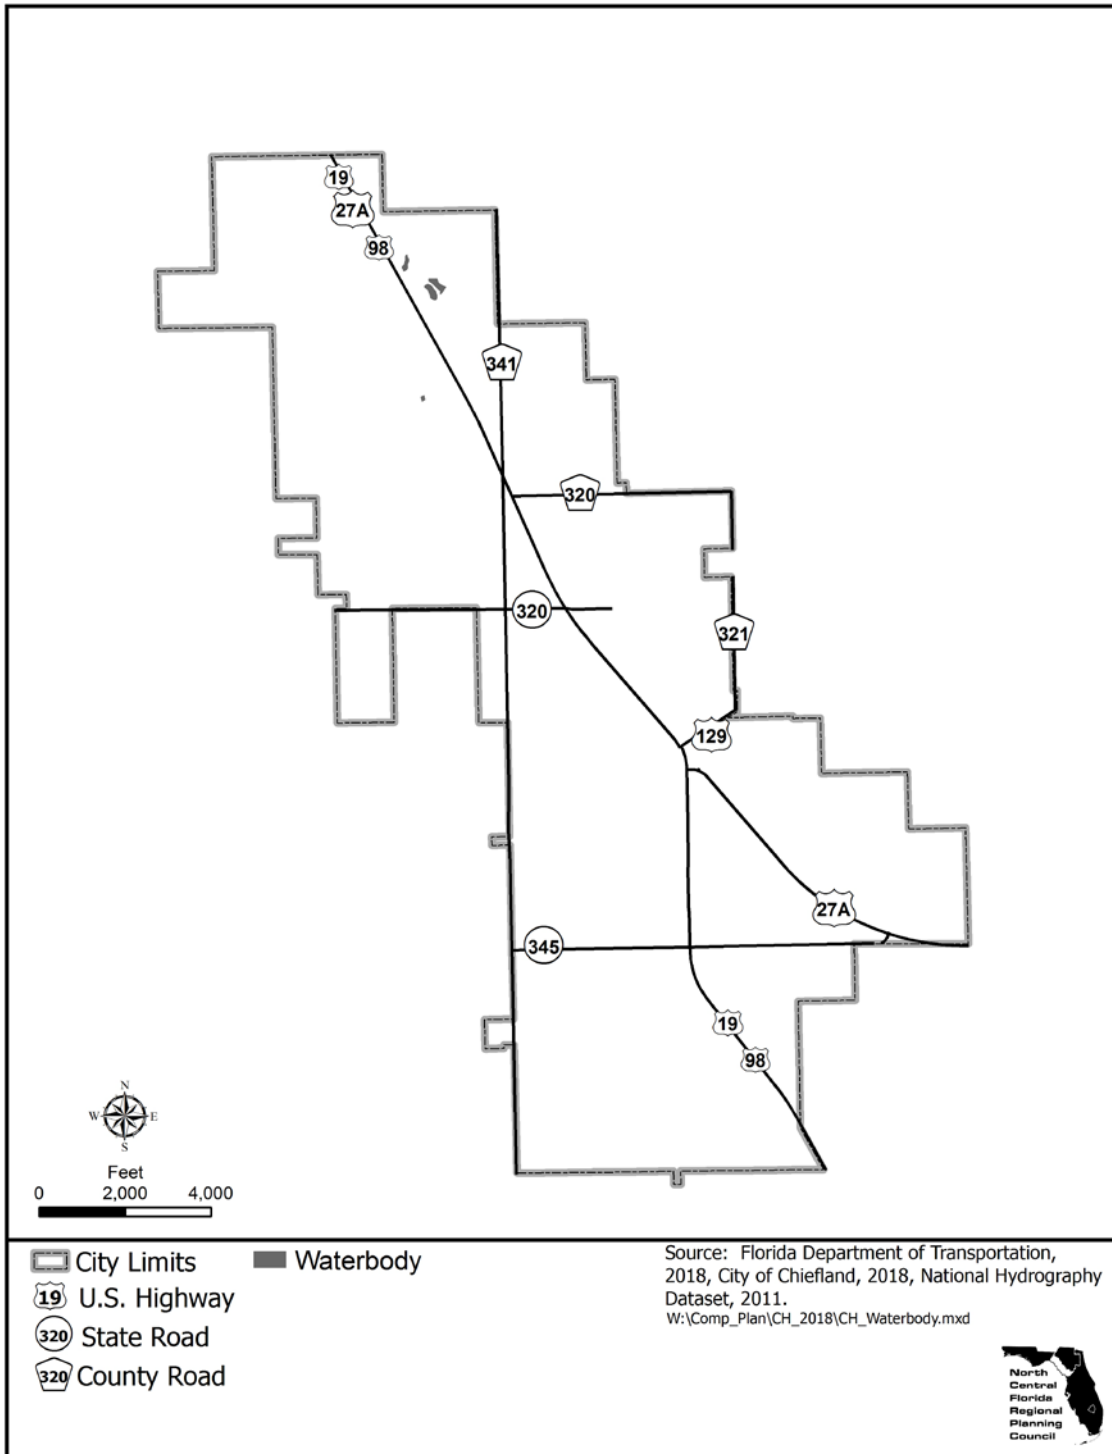 19
27A
98
341
320
320
321
129
27A
345
19
98
N
W E
S
Feet
0 2,000 4,000
City Limits
Waterbody
19 U.S. Highway
320 State Road
320 County Road
Source: Florida Department of Transportation,
2018, City of Chiefland, 2018, National Hydrography
Dataset, 2011.
W:\Comp_Plan\CH_2018\CH_Waterbody.mxd
North
Central
Florida
Regional
Planning
Council